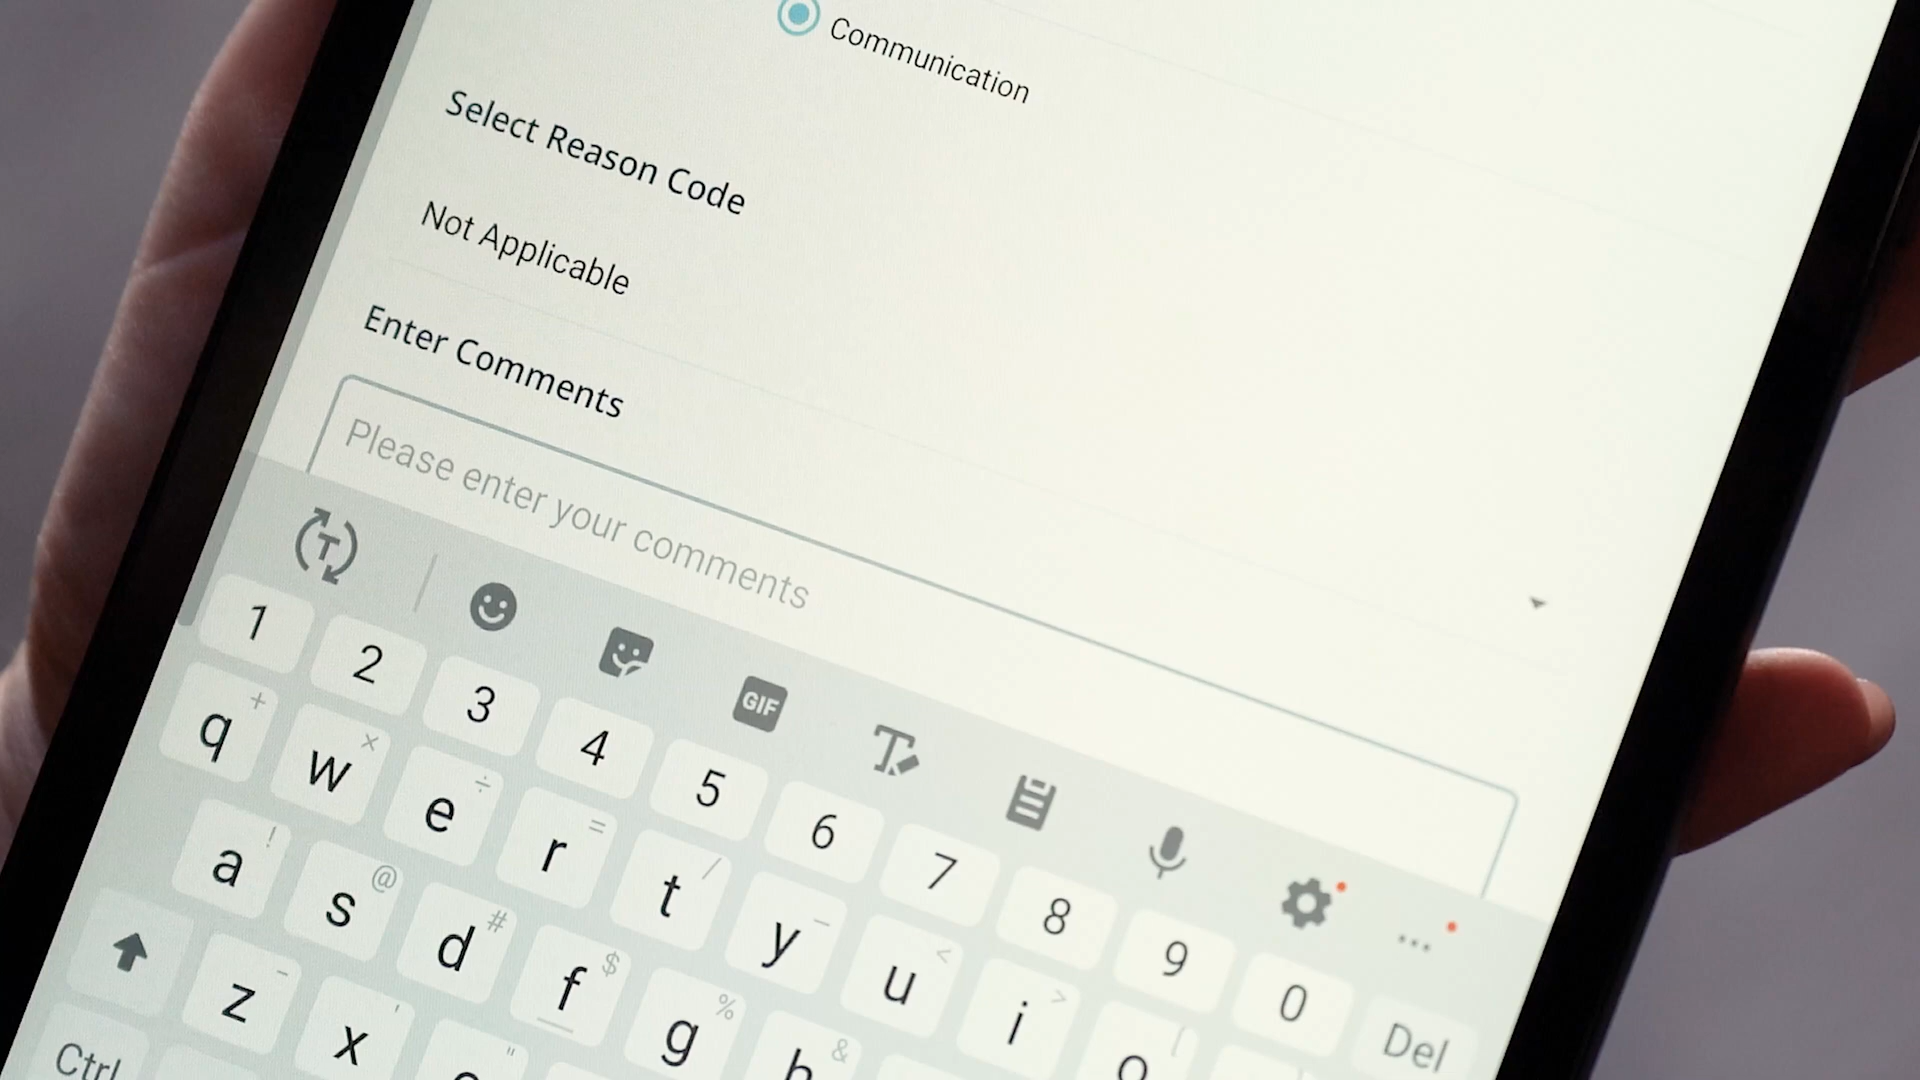 Communication
Select Reason Code
Not Applicable
Enter Comments
Please enter your comments
T
GIF
T
1 2 3 4 5 6 7 8 9 0 Del
q + w × e ÷ r = t / y _ u < i > o [
a ! s @ d # f $ g % h &
z - x ' c "
Ctrl